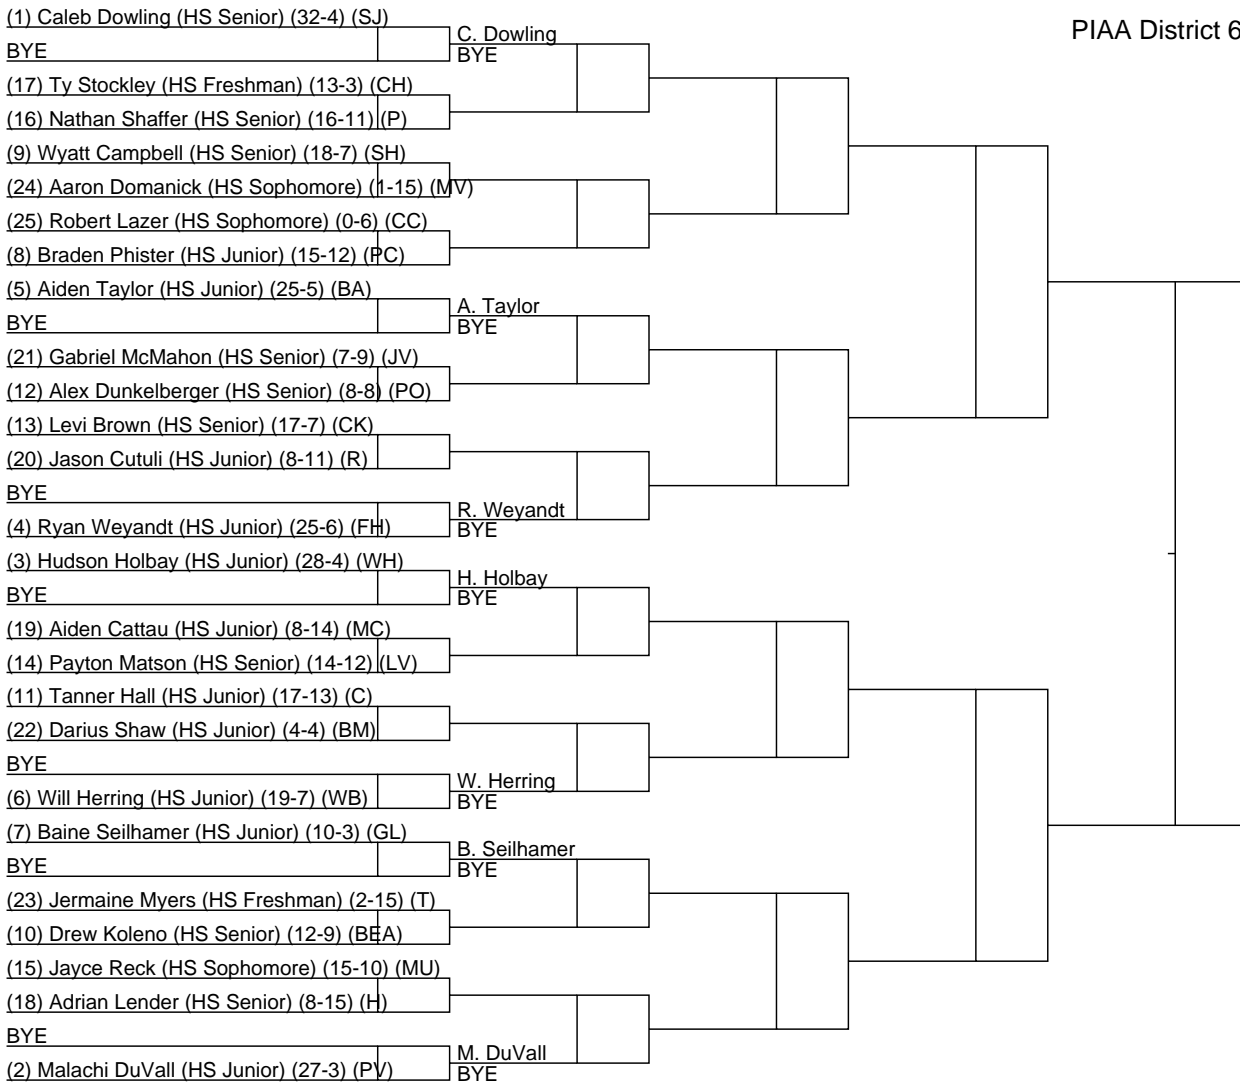 PIAA District 6
(1) Caleb Dowling (HS Senior) (32-4) (SJ)
BYE
C. Dowling
BYE
(17) Ty Stockley (HS Freshman) (13-3) (CH)
(16) Nathan Shaffer (HS Senior) (16-11) (P)
(9) Wyatt Campbell (HS Senior) (18-7) (SH)
(24) Aaron Domanick (HS Sophomore) (1-15) (MV)
(25) Robert Lazer (HS Sophomore) (0-6) (CC)
(8) Braden Phister (HS Junior) (15-12) (PC)
(5) Aiden Taylor (HS Junior) (25-5) (BA)
BYE
A. Taylor
BYE
(21) Gabriel McMahon (HS Senior) (7-9) (JV)
(12) Alex Dunkelberger (HS Senior) (8-8) (PO)
(13) Levi Brown (HS Senior) (17-7) (CK)
(20) Jason Cutuli (HS Junior) (8-11) (R)
BYE
(4) Ryan Weyandt (HS Junior) (25-6) (FH)
R. Weyandt
BYE
(3) Hudson Holbay (HS Junior) (28-4) (WH)
BYE
H. Holbay
BYE
(19) Aiden Cattau (HS Junior) (8-14) (MC)
(14) Payton Matson (HS Senior) (14-12) (LV)
(11) Tanner Hall (HS Junior) (17-13) (C)
(22) Darius Shaw (HS Junior) (4-4) (BM)
BYE
(6) Will Herring (HS Junior) (19-7) (WB)
W. Herring
BYE
(7) Baine Seilhamer (HS Junior) (10-3) (GL)
BYE
B. Seilhamer
BYE
(23) Jermaine Myers (HS Freshman) (2-15) (T)
(10) Drew Koleno (HS Senior) (12-9) (BEA)
(15) Jayce Reck (HS Sophomore) (15-10) (MU)
(18) Adrian Lender (HS Senior) (8-15) (H)
BYE
(2) Malachi DuVall (HS Junior) (27-3) (PV)
M. DuVall
BYE